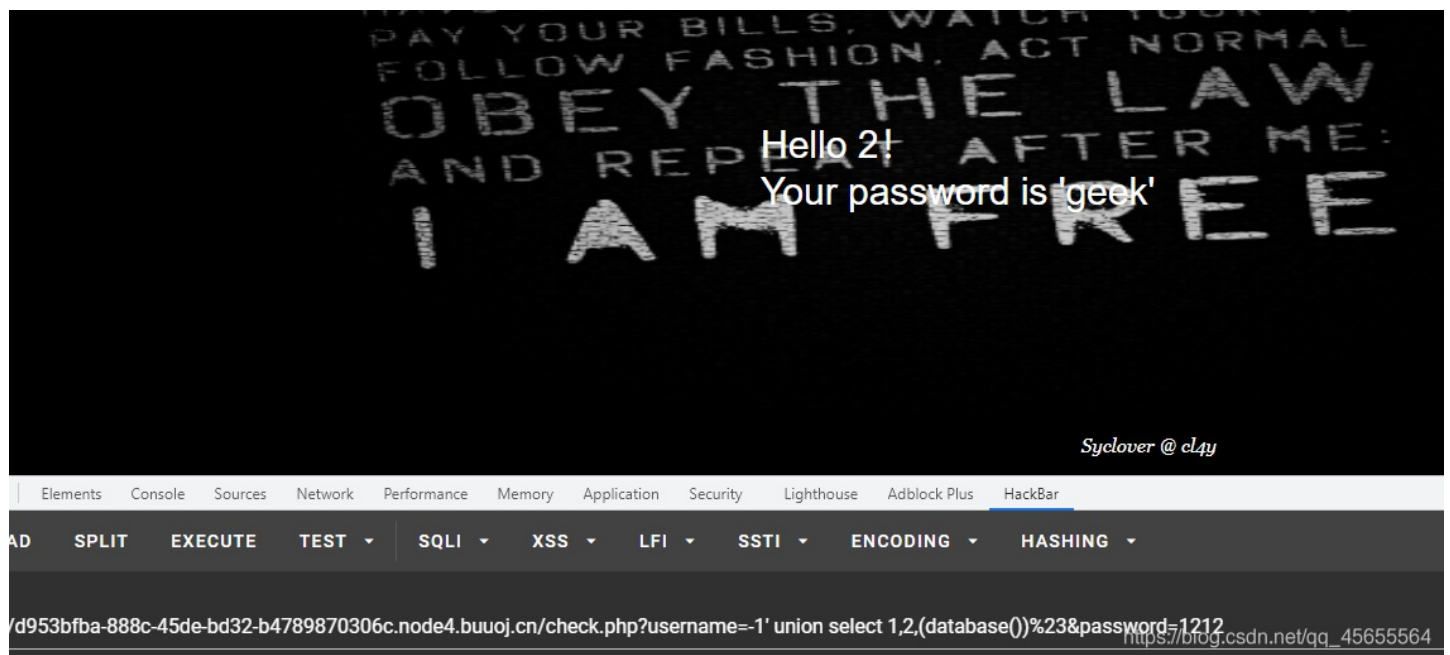 PAY YOUR BILLS, WATCH YOUR
FOLLOW FASHION, ACT NORMAL
OBEY THE LAW
AND REPEAT AFTER ME:
I AM FREE
Hello 2!
Your password is 'geek'
Syclover @ cl4y
Elements Console Sources Network Performance Memory Application Security Lighthouse Adblock Plus HackBar
AD SPLIT EXECUTE TEST SQLI XSS LFI SSTI ENCODING HASHING
/d953bfba-888c-45de-bd32-b4789870306c.node4.buuoj.cn/check.php?username=-1' union select 1,2,(database())%23&password=1212
https://blog.csdn.net/qq_45655564